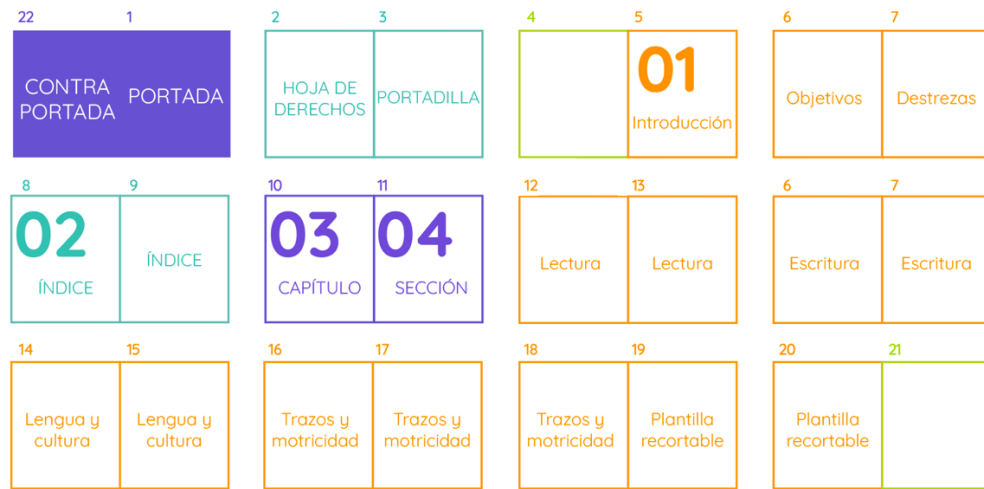 22 1 2 3 4 5 6 7
CONTRA
PORTADA
PORTADA
HOJA DE
DERECHOS
PORTADILLA
01
Introducción
Objetivos
Destrezas
8 9 10 11 12 13 6 7
02
ÍNDICE
ÍNDICE
03
CAPÍTULO
04
SECCIÓN
Lectura
Lectura
Escritura
Escritura
14 15 16 17 18 19 20 21
Lengua y
cultura
Lengua y
cultura
Trazos y
motricidad
Trazos y
motricidad
Trazos y
motricidad
Plantilla
recortable
Plantilla
recortable